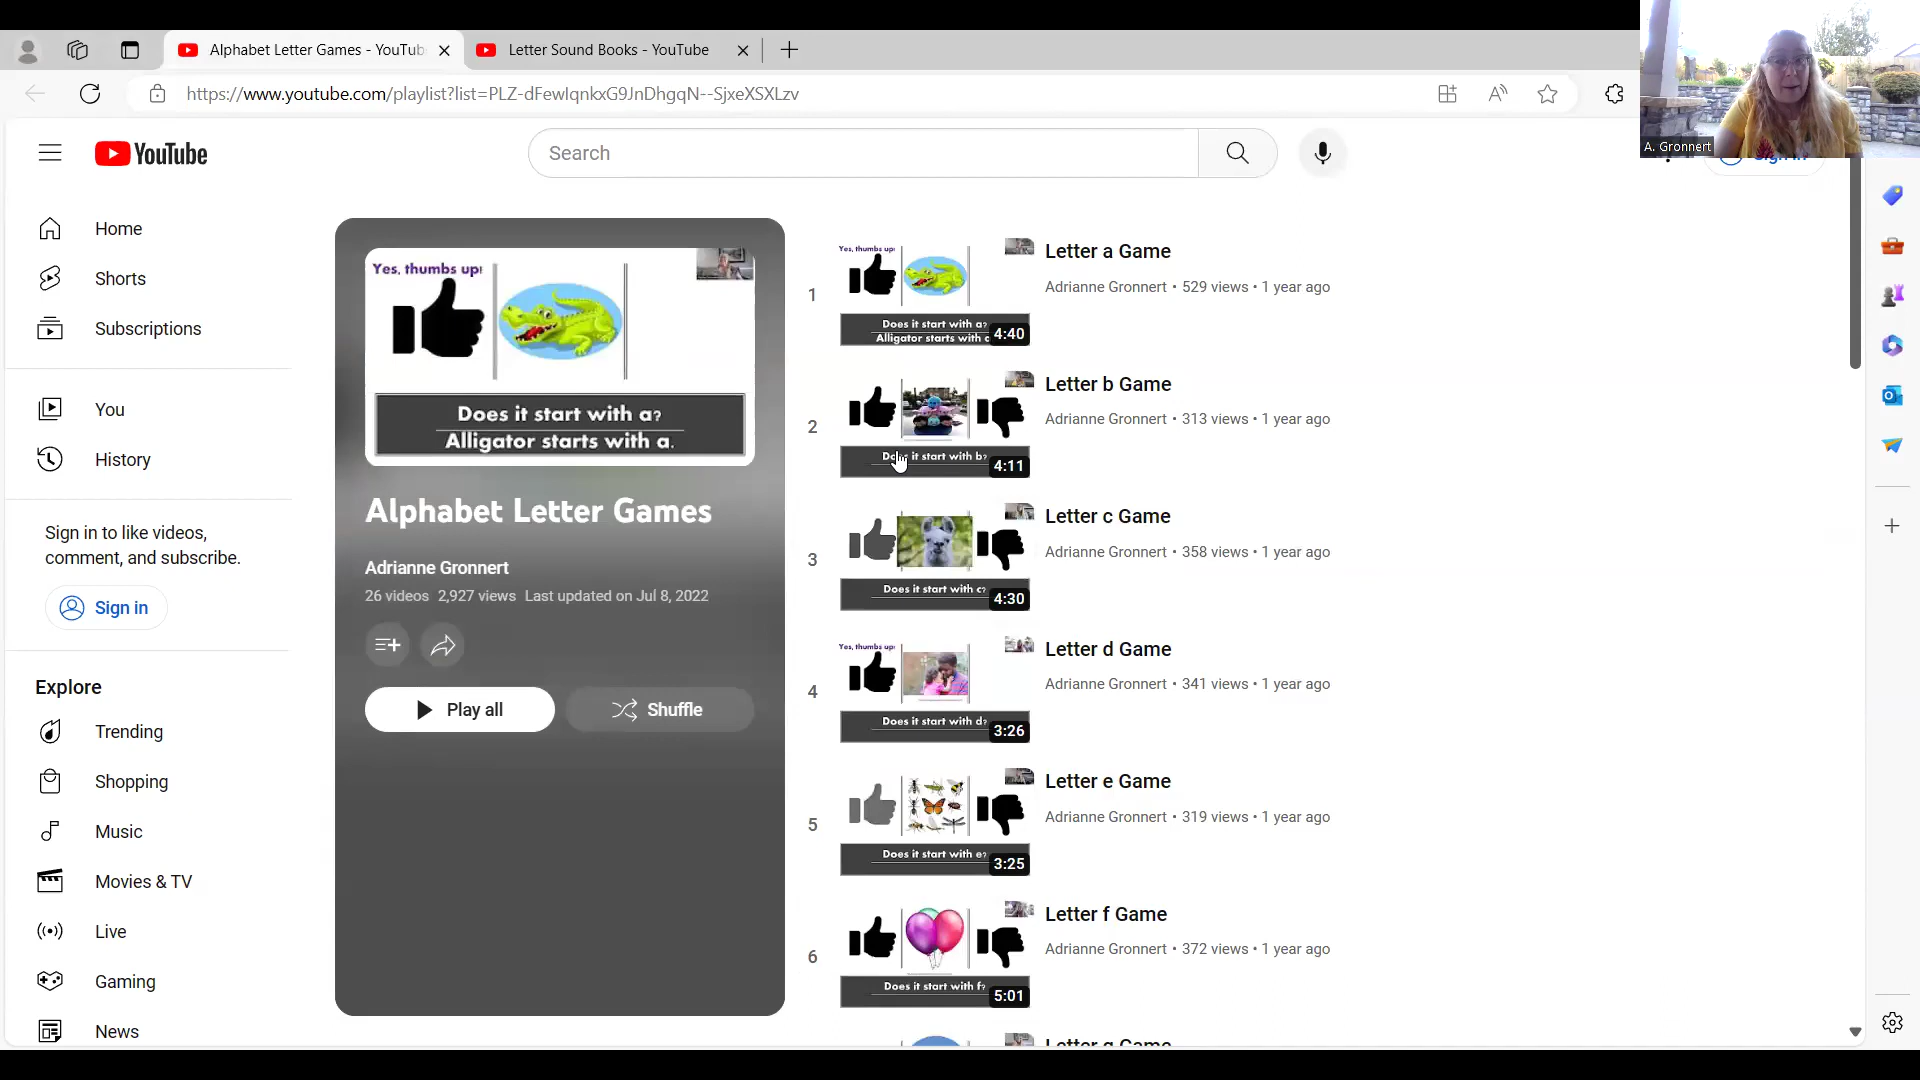 Alphabet Letter Games - YouTub
Letter Sound Books - YouTube
https://www.youtube.com/playlist?list=PLZ-dFewIqnkxG9JnDhgqN--SjxeXSXLzv
A. Gronnert
YouTube
Search
Sign in
Home
Shorts
Subscriptions
You
History
Sign in to like videos,
comment, and subscribe.
Sign in
Explore
Trending
Shopping
Music
Movies & TV
Live
Gaming
News
Yes, thumbs up!
Does it start with a?
Alligator starts with a.
Alphabet Letter Games
Adrianne Gronnert
26 videos 2,927 views Last updated on Jul 8, 2022
Play all
Shuffle
1
Yes, thumbs up!
Does it start with a?
Alligator starts with a
4:40
Letter a Game
Adrianne Gronnert • 529 views • 1 year ago
2
Does it start with b?
4:11
Letter b Game
Adrianne Gronnert • 313 views • 1 year ago
3
Does it start with c?
4:30
Letter c Game
Adrianne Gronnert • 358 views • 1 year ago
4
Yes, thumbs up!
Does it start with d?
3:26
Letter d Game
Adrianne Gronnert • 341 views • 1 year ago
5
Does it start with e?
3:25
Letter e Game
Adrianne Gronnert • 319 views • 1 year ago
6
Does it start with f?
5:01
Letter f Game
Adrianne Gronnert • 372 views • 1 year ago
Letter g Game